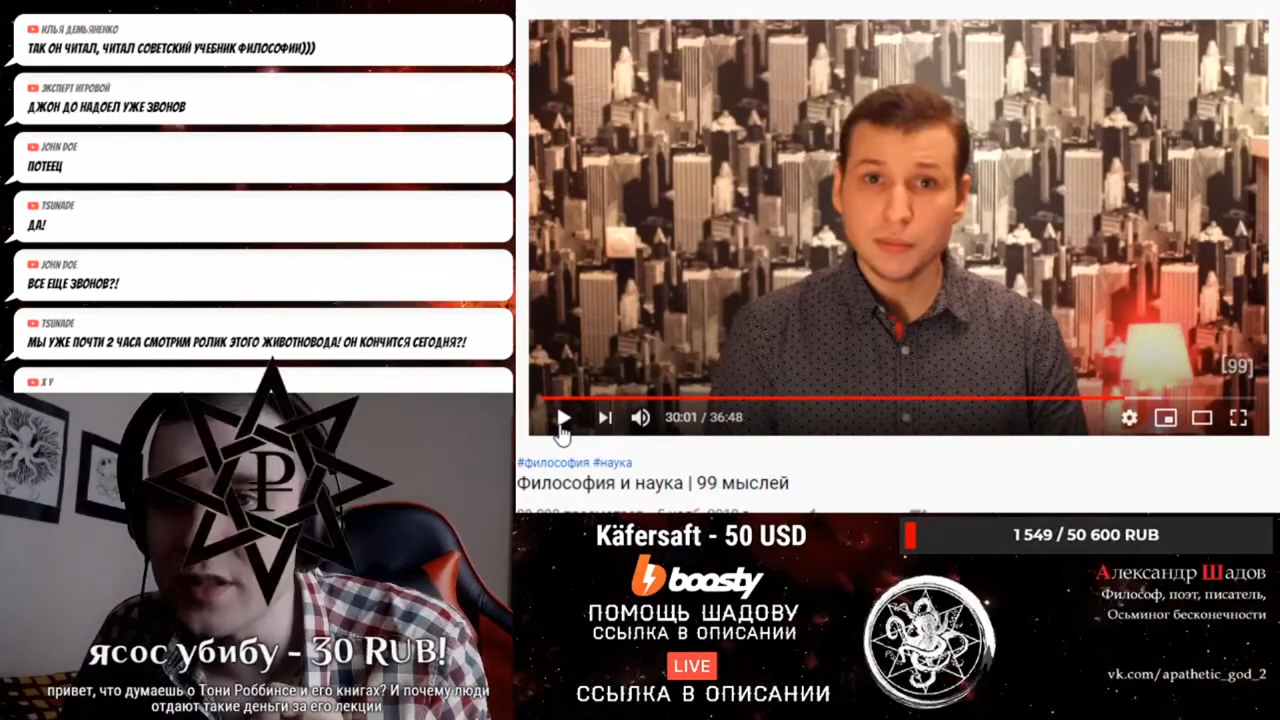 ИЛЬЯ ДЕМЬЯНЕНКО
ТАК ОН ЧИТАЛ, ЧИТАЛ СОВЕТСКИЙ УЧЕБНИК ФИЛОСОФИИ)))
ЭКСПЕРТ ИГРОВОЙ
ДЖОН ДО НАДОЕЛ УЖЕ ЗВОНОВ
JOHN DOE
ПОТЕЕЦ
TSUNADE
ДА!
JOHN DOE
ВСЕ ЕЩЕ ЗВОНОВ?!
TSUNADE
МЫ УЖЕ ПОЧТИ 2 ЧАСА СМОТРИМ РОЛИК ЭТОГО ЖИВОТНОВОДА! ОН КОНЧИТСЯ СЕГОДНЯ?!
X Y
[99]
30:01 / 36:48
#философия #наука
Философия и наука | 99 мыслей
ясос убибу - 30 RUB!
привет, что думаешь о Тони Роббинсе и его книгах? И почему люди
отдают такие деньги за его лекции
Käfersaft - 50 USD
boosty
ПОМОЩЬ ШАДОВУ
ССЫЛКА В ОПИСАНИИ
LIVE
ССЫЛКА В ОПИСАНИИ
1 549 / 50 600 RUB
Александр Шадов
Философ, поэт, писатель,
Осьминог бесконечности
vk.com/apathetic_god_2